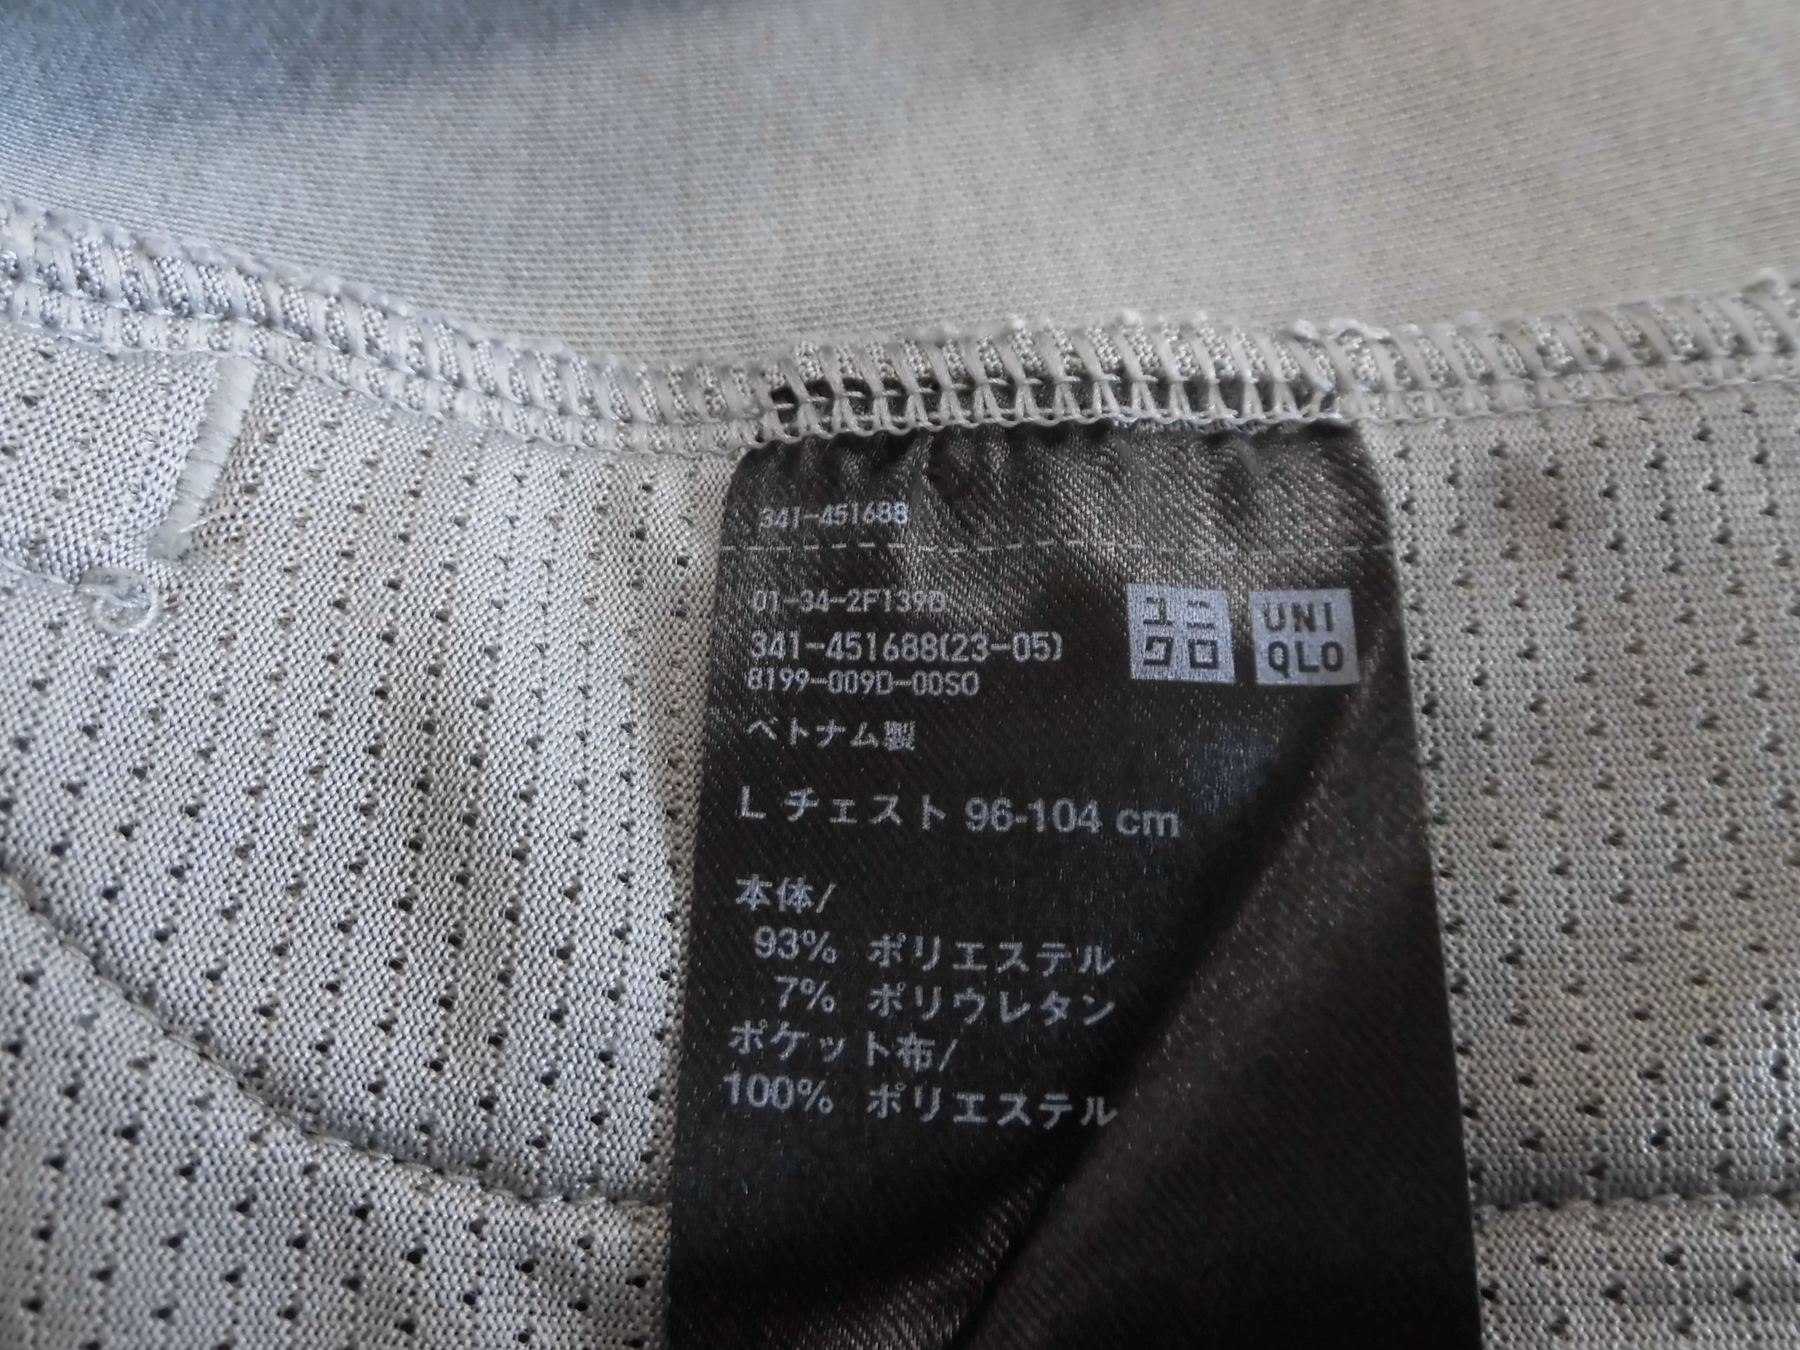 341-451688
01-34-2F139B
341-451688(23-05)
8199-009D-00SO
ユニ
クロ
UNI
QLO
ベトナム製
L チェスト 96-104 cm
本体/
93% ポリエステル
7% ポリウレタン
ポケット布/
100% ポリエステル